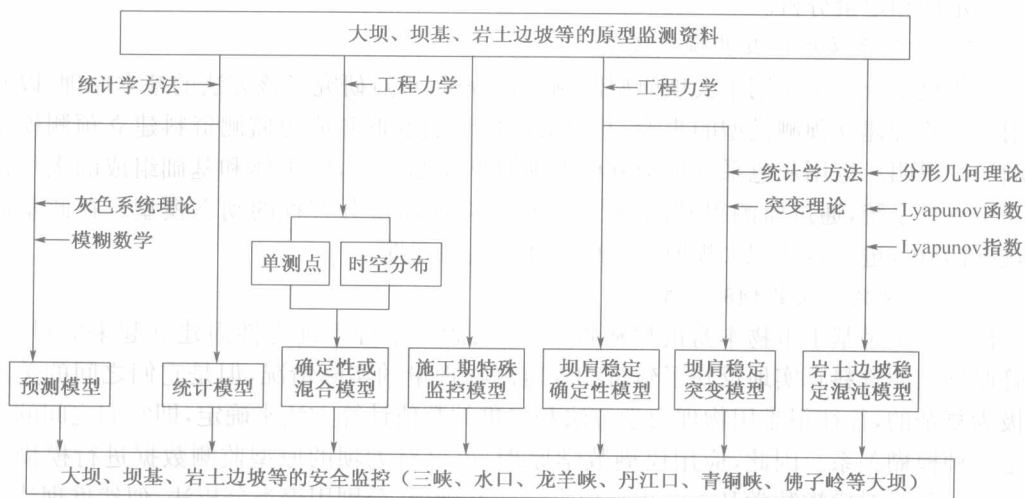 大坝、坝基、岩土边坡等的原型监测资料
统计学方法
工程力学
工程力学
统计学方法
分形几何理论
灰色系统理论
突变理论
Lyapunov函数
模糊数学
Lyapunov指数
单测点
时空分布
预测模型
统计模型
确定性或
混合模型
施工期特殊
监控模型
坝肩稳定
确定性模型
坝肩稳定
突变模型
岩土边坡稳
定混沌模型
大坝、坝基、岩土边坡等的安全监控(三峡、水口、龙羊峡、丹江口、青铜峡、佛子岭等大坝)